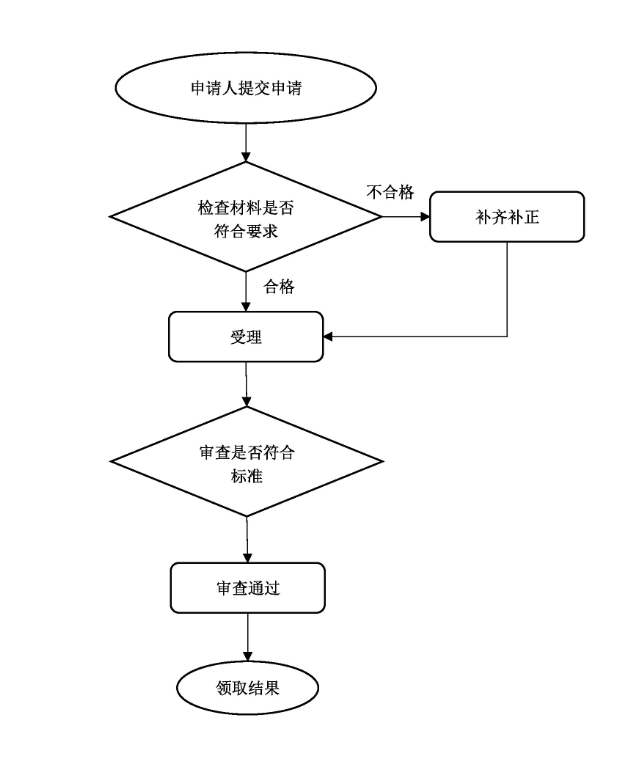 申请人提交申请
不合格
检查材料是否
符合要求
补齐补正
合格
受理
审查是否符合
标准
审查通过
领取结果